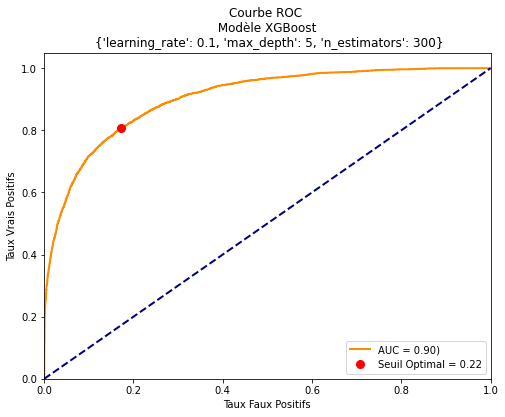 Courbe ROC
Modèle XGBoost
{'learning_rate': 0.1, 'max_depth': 5, 'n_estimators': 300}
1.0
0.8
0.6
0.4
0.2
0.0
Taux Vrais Positifs
AUC = 0.90)
Seuil Optimal = 0.22
0.0 0.2 0.4 0.6 0.8 1.0
Taux Faux Positifs